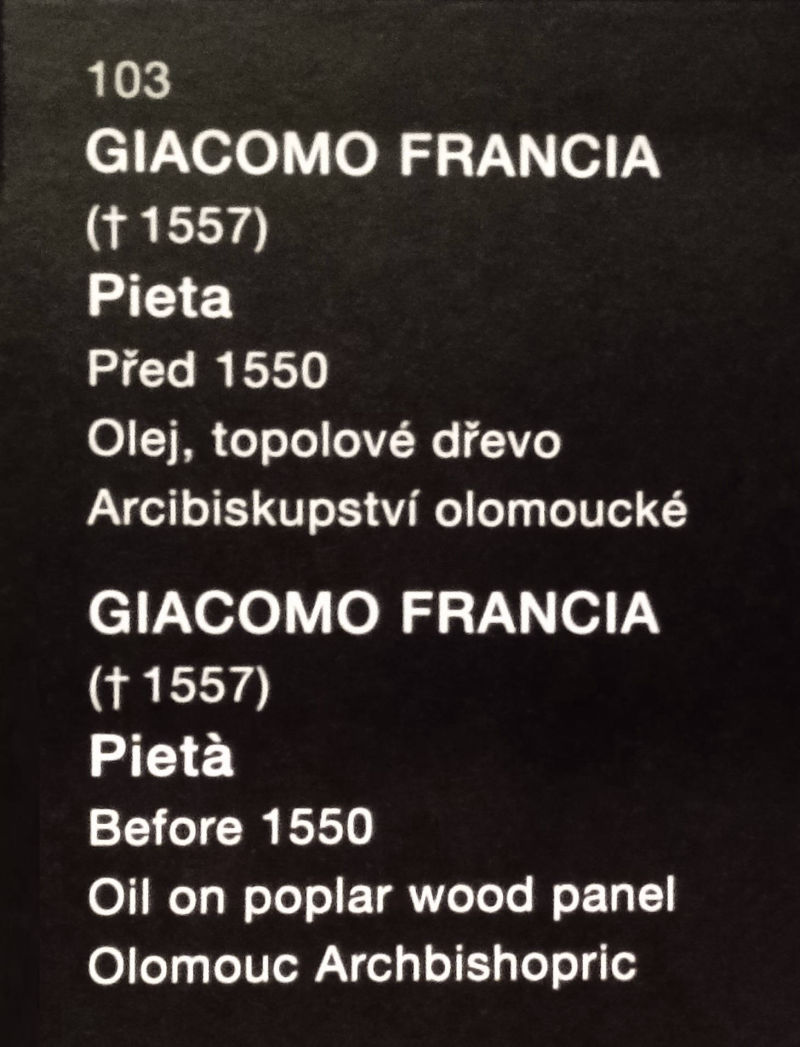 103
GIACOMO FRANCIA
(† 1557)
Pieta
Před 1550
Olej, topolové dřevo
Arcibiskupství olomoucké
GIACOMO FRANCIA
(† 1557)
Pietà
Before 1550
Oil on poplar wood panel
Olomouc Archbishopric